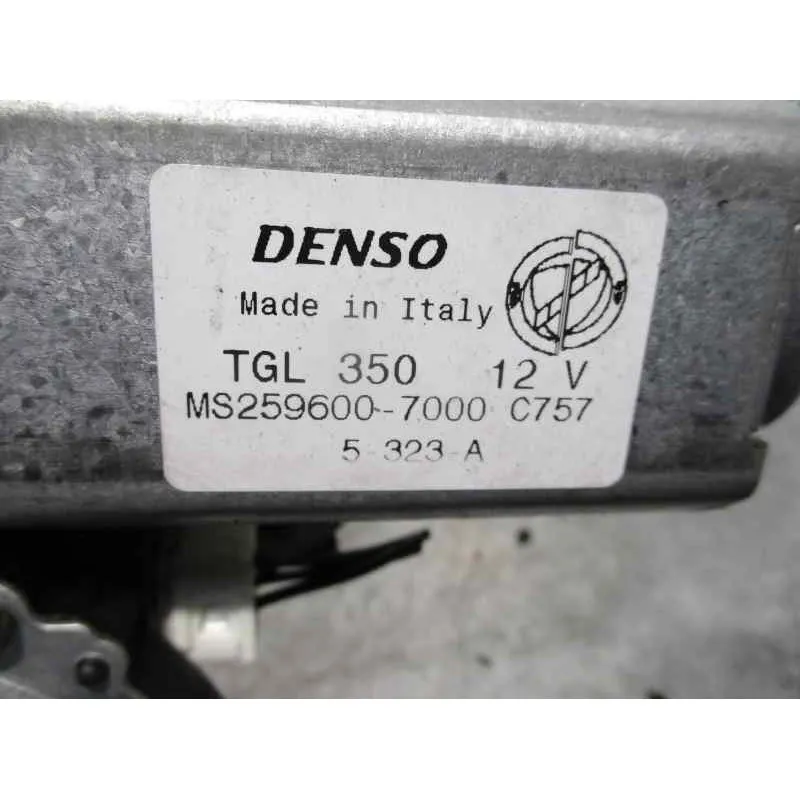 DENSO
Made in Italy
TGL 350 12 V
MS259600-7000 C757
5 323 A